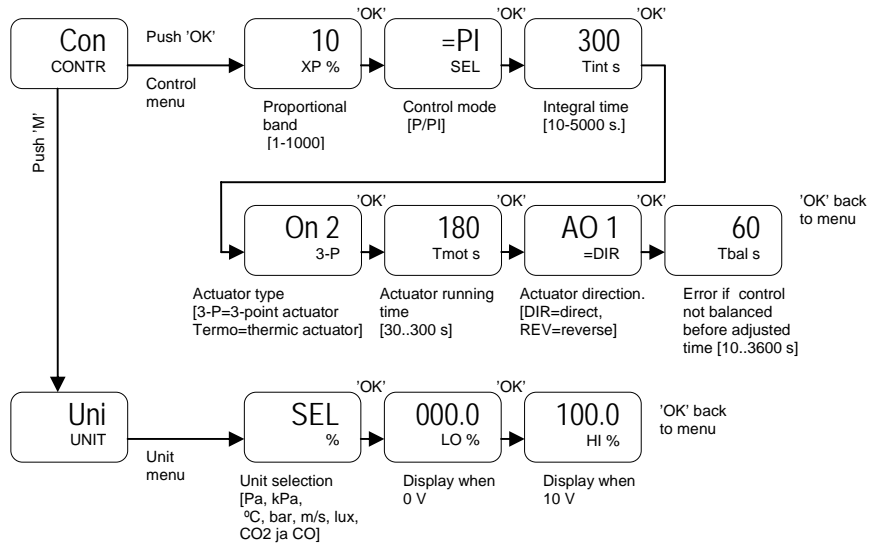 'OK'
'OK'
'OK'
Con
CONTR
Push 'OK'
Control
menu
10
XP %
=PI
SEL
300
Tint s
Proportional
band
[1-1000]
Control mode
[P/PI]
Integral time
[10-5000 s.]
Push 'M'
'OK'
'OK'
'OK'
On 2
3-P
180
Tmot s
AO 1
=DIR
60
Tbal s
'OK' back
to menu
Actuator type
[3-P=3-point actuator
Termo=thermic actuator]
Actuator running
time
[30..300 s]
Actuator direction.
[DIR=direct,
REV=reverse]
Error if control
not balanced
before adjusted
time [10..3600 s]
'OK'
'OK'
Uni
UNIT
Unit
menu
SEL
%
000.0
LO %
100.0
HI %
'OK' back
to menu
Unit selection
[Pa, kPa,
ºC, bar, m/s, lux,
CO2 ja CO]
Display when
0 V
Display when
10 V